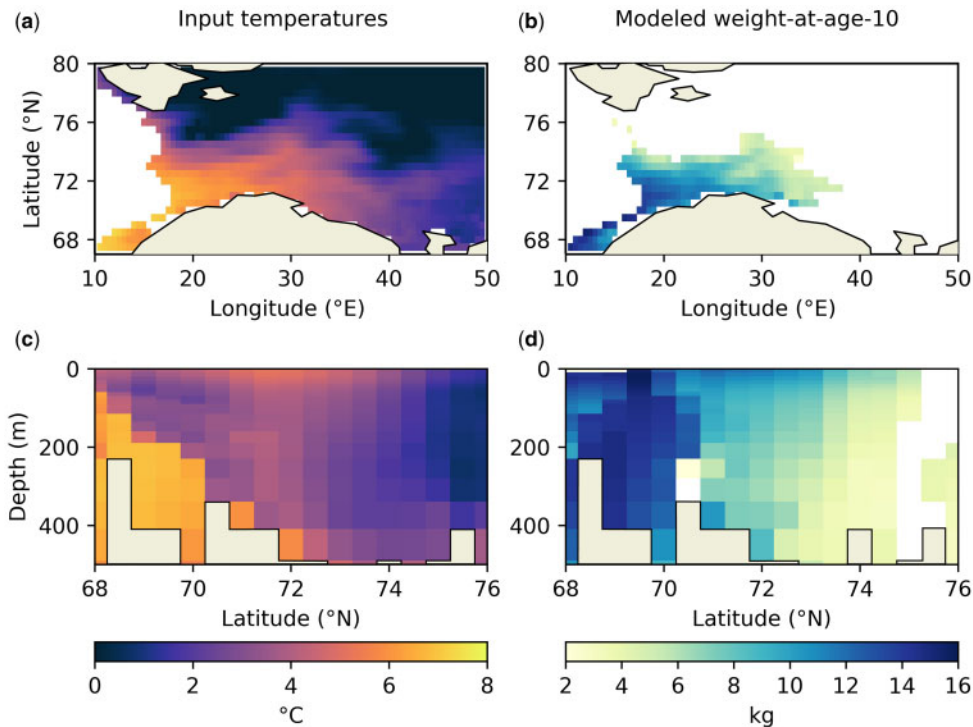 (a) Input temperatures
(b) Modeled weight-at-age-10
80
76
72
68
Latitude (°N)
10 20 30 40 50
Longitude (°E)
10 20 30 40 50
Longitude (°E)
80
76
72
68
(c)
(d)
0
200
400
Depth (m)
68 70 72 74 76
Latitude (°N)
0
200
400
68 70 72 74 76
Latitude (°N)
0 2 4 6 8
°C
2 4 6 8 10 12 14 16
kg